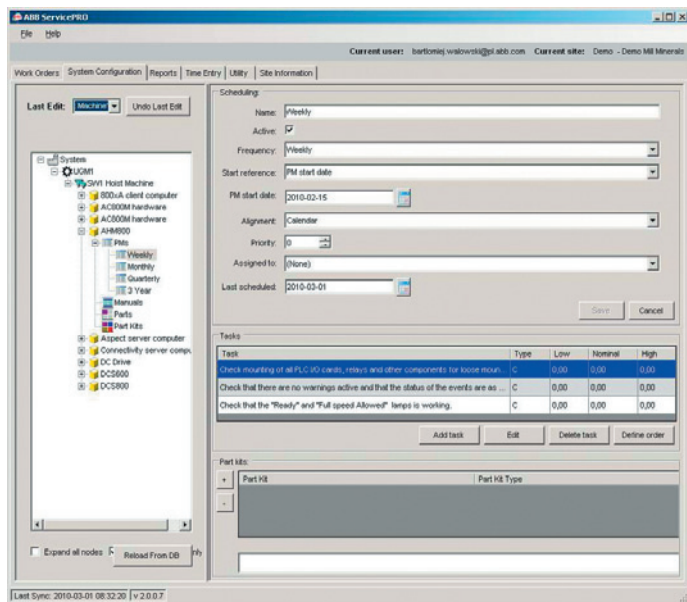 ABB ServicePRO
File Help
Current user: bartlomiej.walowski@pl.abb.com Current site: Demo - Demo Mill Minerals
Work Orders System Configuration Reports Time Entry Utility Site Information
Last Edit: Machine Undo Last Edit
System
UGM1
SW1 Hoist Machine
800xA client computer
AC800M hardware
AC800M hardware
AHM800
PMs
Weekly
Monthly
Quarterly
3 Year
Manuals
Parts
Part Kits
Aspect server computer
Connectivity server compu
DC Drive
DCS600
DCS800
Expand all nodes Reload From DB nly
Scheduling:
Name: Weekly
Active:
Frequency: Weekly
Start reference: PM start date
PM start date: 2010-02-15
Alignment: Calendar
Priority: 0
Assigned to: (None)
Last scheduled: 2010-03-01
Save Cancel
Tasks
Task Type Low Nominal High
Check mounting of all PLC I/O cards, relays and other components for loose moun... C 0,00 0,00 0,00
Check that there are no warnings active and that the status of the events are as ... C 0,00 0,00 0,00
Check that the "Ready" and "Full speed Allowed" lamps is working. C 0,00 0,00 0,00
Add task Edit Delete task Define order
Part kits:
+ Part Kit Part Kit Type
-
Last Sync: 2010-03-01 08:32:20 v 2.0.0.7